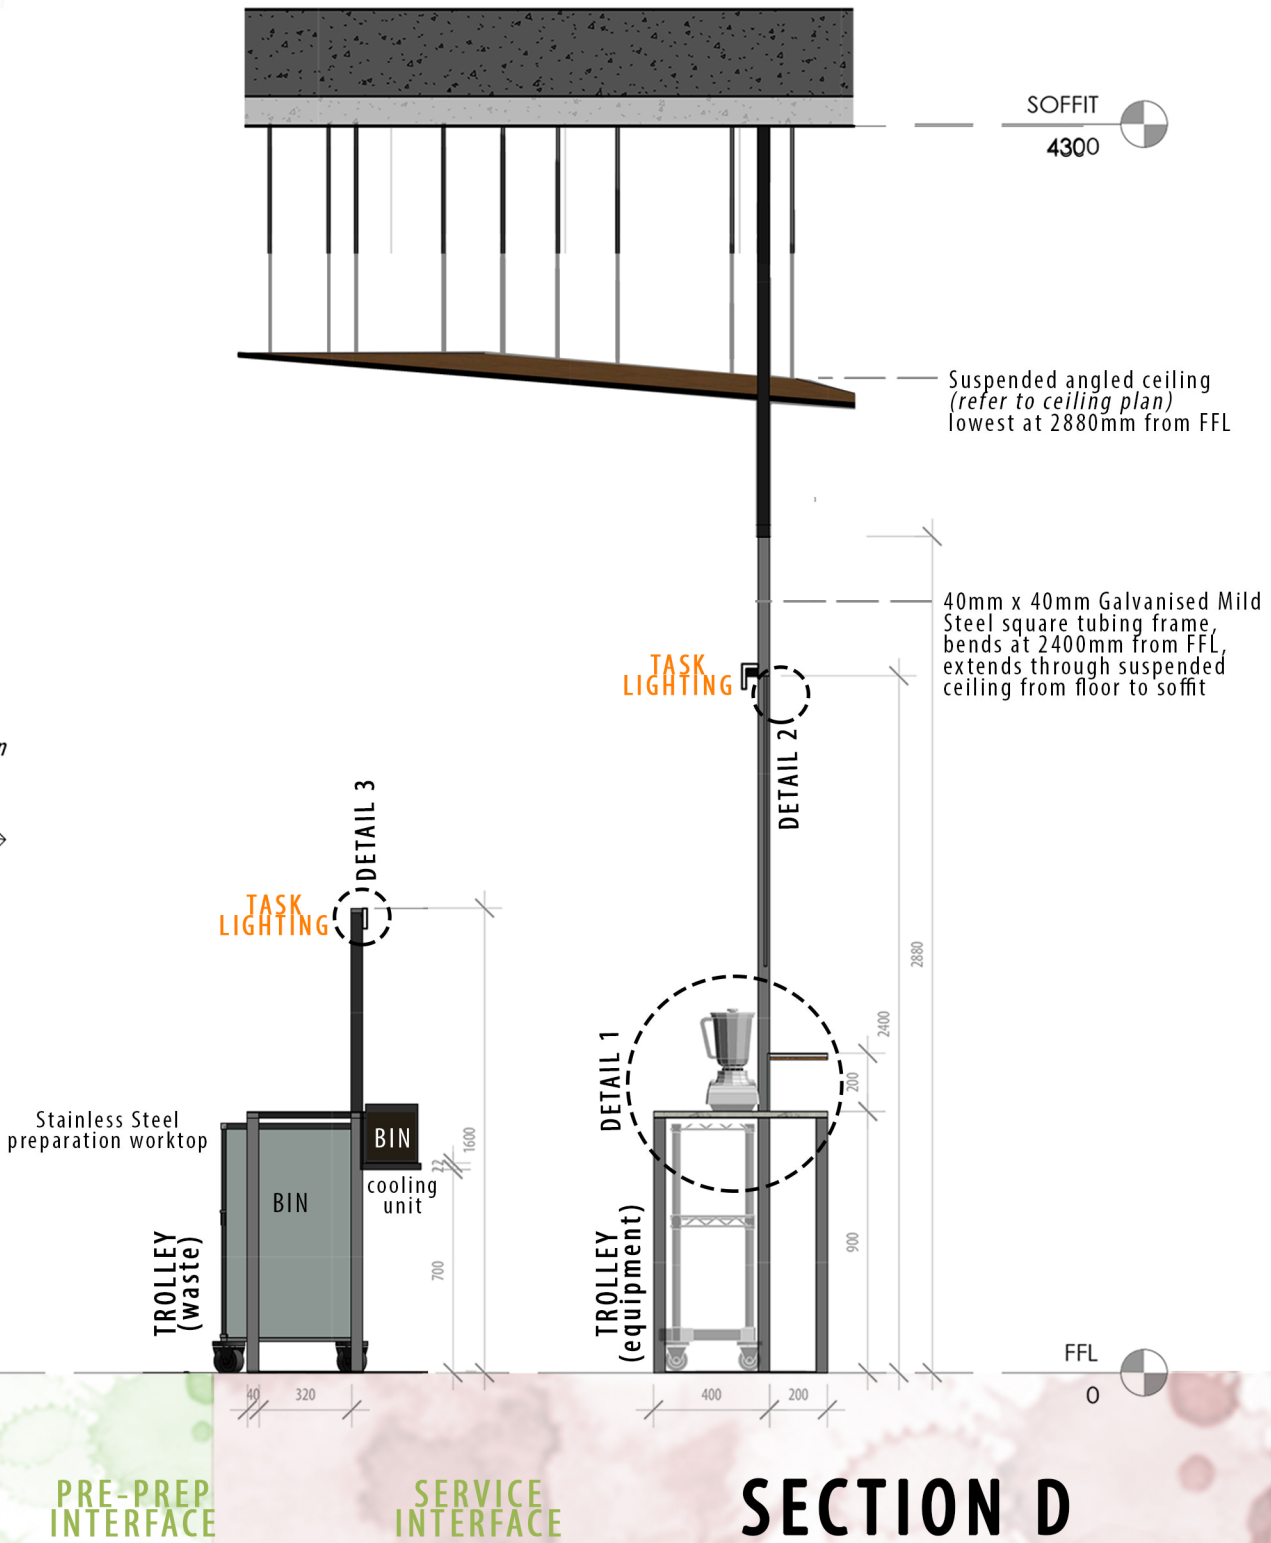 SOFFIT
4300
Suspended angled ceiling
(refer to ceiling plan)
lowest at 2880mm from FFL
40mm x 40mm Galvanised Mild
Steel square tubing frame,
bends at 2400mm from FFL,
extends through suspended
ceiling from floor to soffit
TASK
LIGHTING
DETAIL 2
n
DETAIL 3
TASK
LIGHTING
2880
2400
DETAIL 1
200
Stainless Steel
preparation worktop
BIN
1600
22
cooling
unit
BIN
TROLLEY
(waste)
700
TROLLEY
(equipment)
900
FFL
0
40
320
400
200
PRE-PREP
INTERFACE
SERVICE
INTERFACE
SECTION D